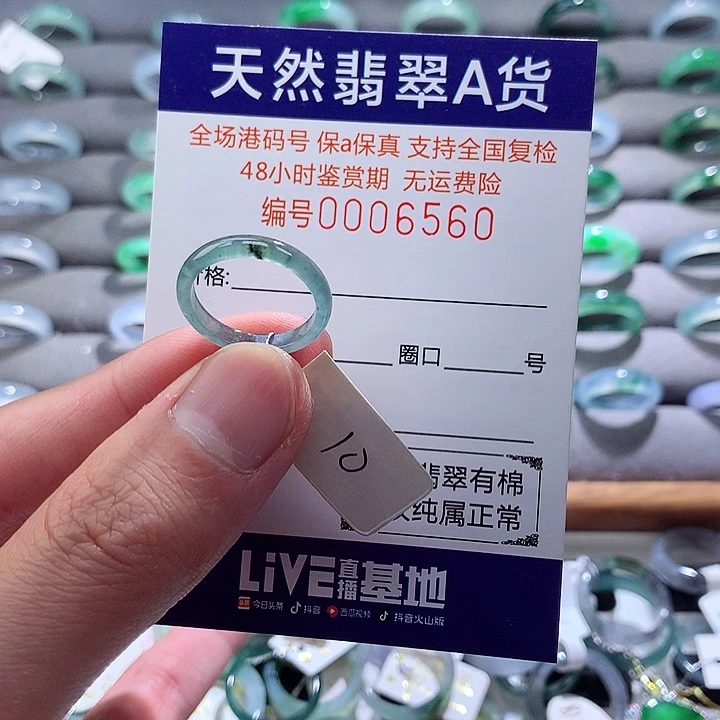 天然翡翠A货
全场港码号 保a保真 支持全国复检
48小时鉴赏期 无运费险
编号0006560
格:
圈口 号
10
翡翠有棉
纯属正常
LiVE直播基地
今日头条 抖音 西瓜视频 抖音火山版